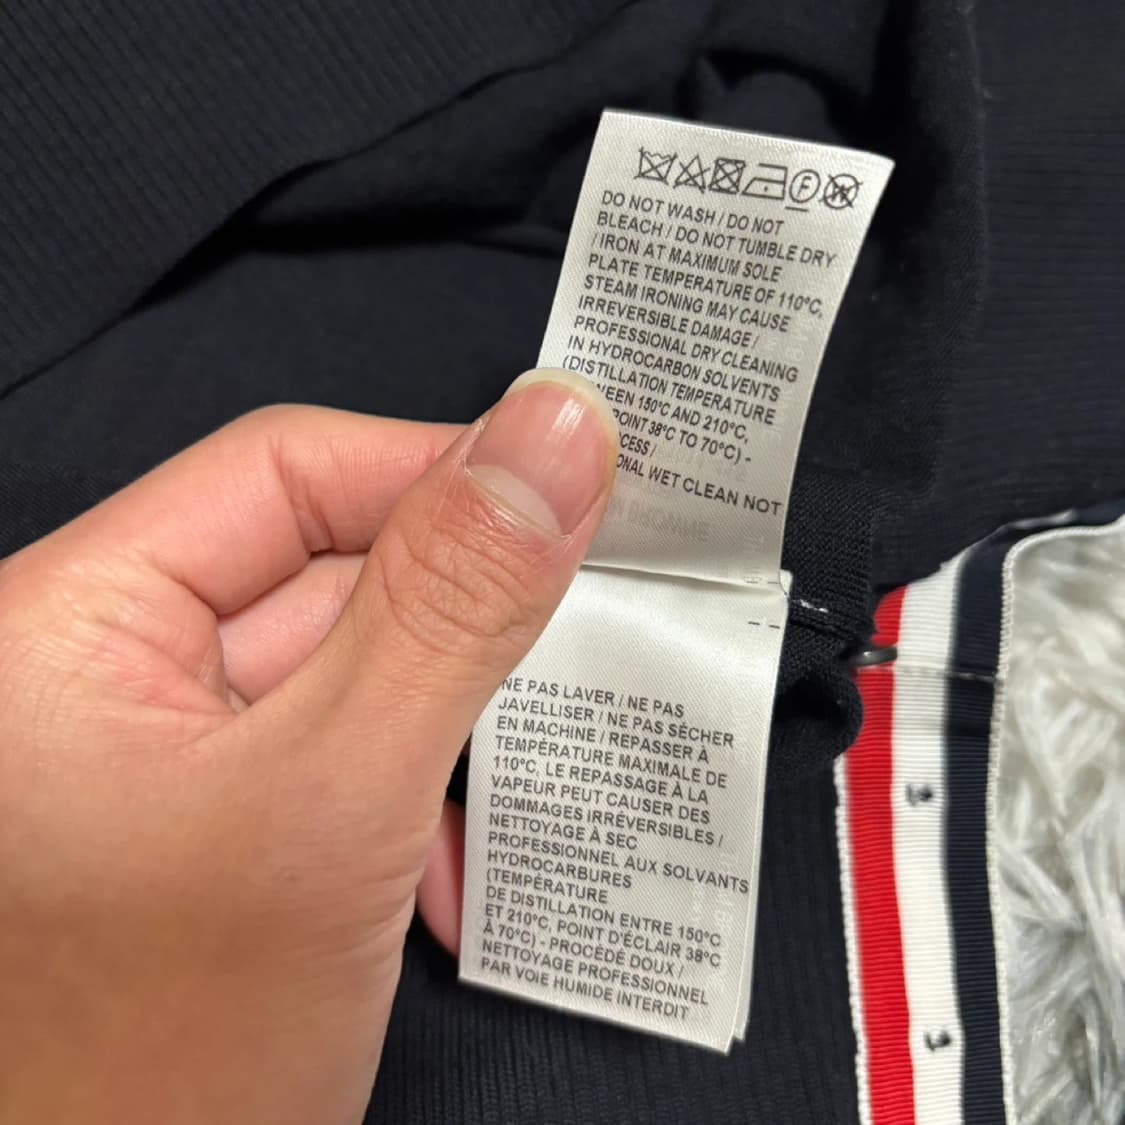 DO NOT WASH / DO NOT
BLEACH / DO NOT TUMBLE DRY
/ IRON AT MAXIMUM SOLE
PLATE TEMPERATURE OF 110°C,
STEAM IRONING MAY CAUSE
IRREVERSIBLE DAMAGE /
PROFESSIONAL DRY CLEANING
IN HYDROCARBON SOLVENTS
(DISTILLATION TEMPERATURE
150°C AND 210°C,
POINT 38°C TO 70°C) -
/
WET CLEAN NOT
NE PAS LAVER / NE PAS
JAVELLISER / NE PAS SÉCHER
EN MACHINE / REPASSER À
TEMPÉRATURE MAXIMALE DE
110°C, LE REPASSAGE À LA
VAPEUR PEUT CAUSER DES
DOMMAGES IRRÉVERSIBLES /
NETTOYAGE À SEC
PROFESSIONNEL AUX SOLVANTS
HYDROCARBURES
(TEMPÉRATURE
DE DISTILLATION ENTRE 150°C
ET 210°C, POINT D'ÉCLAIR 38°C
À 70°C) - PROCÉDÉ DOUX /
NETTOYAGE PROFESSIONNEL
PAR VOIE HUMIDE INTERDIT